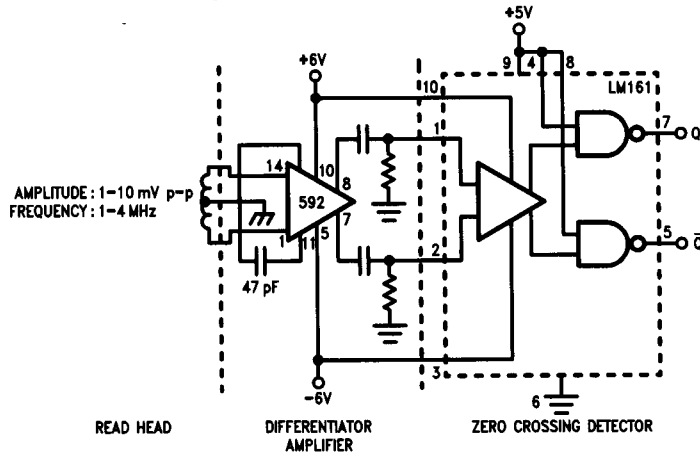 +5V
9 4 8
+6V
LM161
10
1
7
Q
14
10
8
AMPLITUDE: 1–10 mV p–p
FREQUENCY: 1–4 MHz
592
7
1
11
5
2
5
Q̅
47 pF
3
-6V
6
READ HEAD
DIFFERENTIATOR
AMPLIFIER
ZERO CROSSING DETECTOR